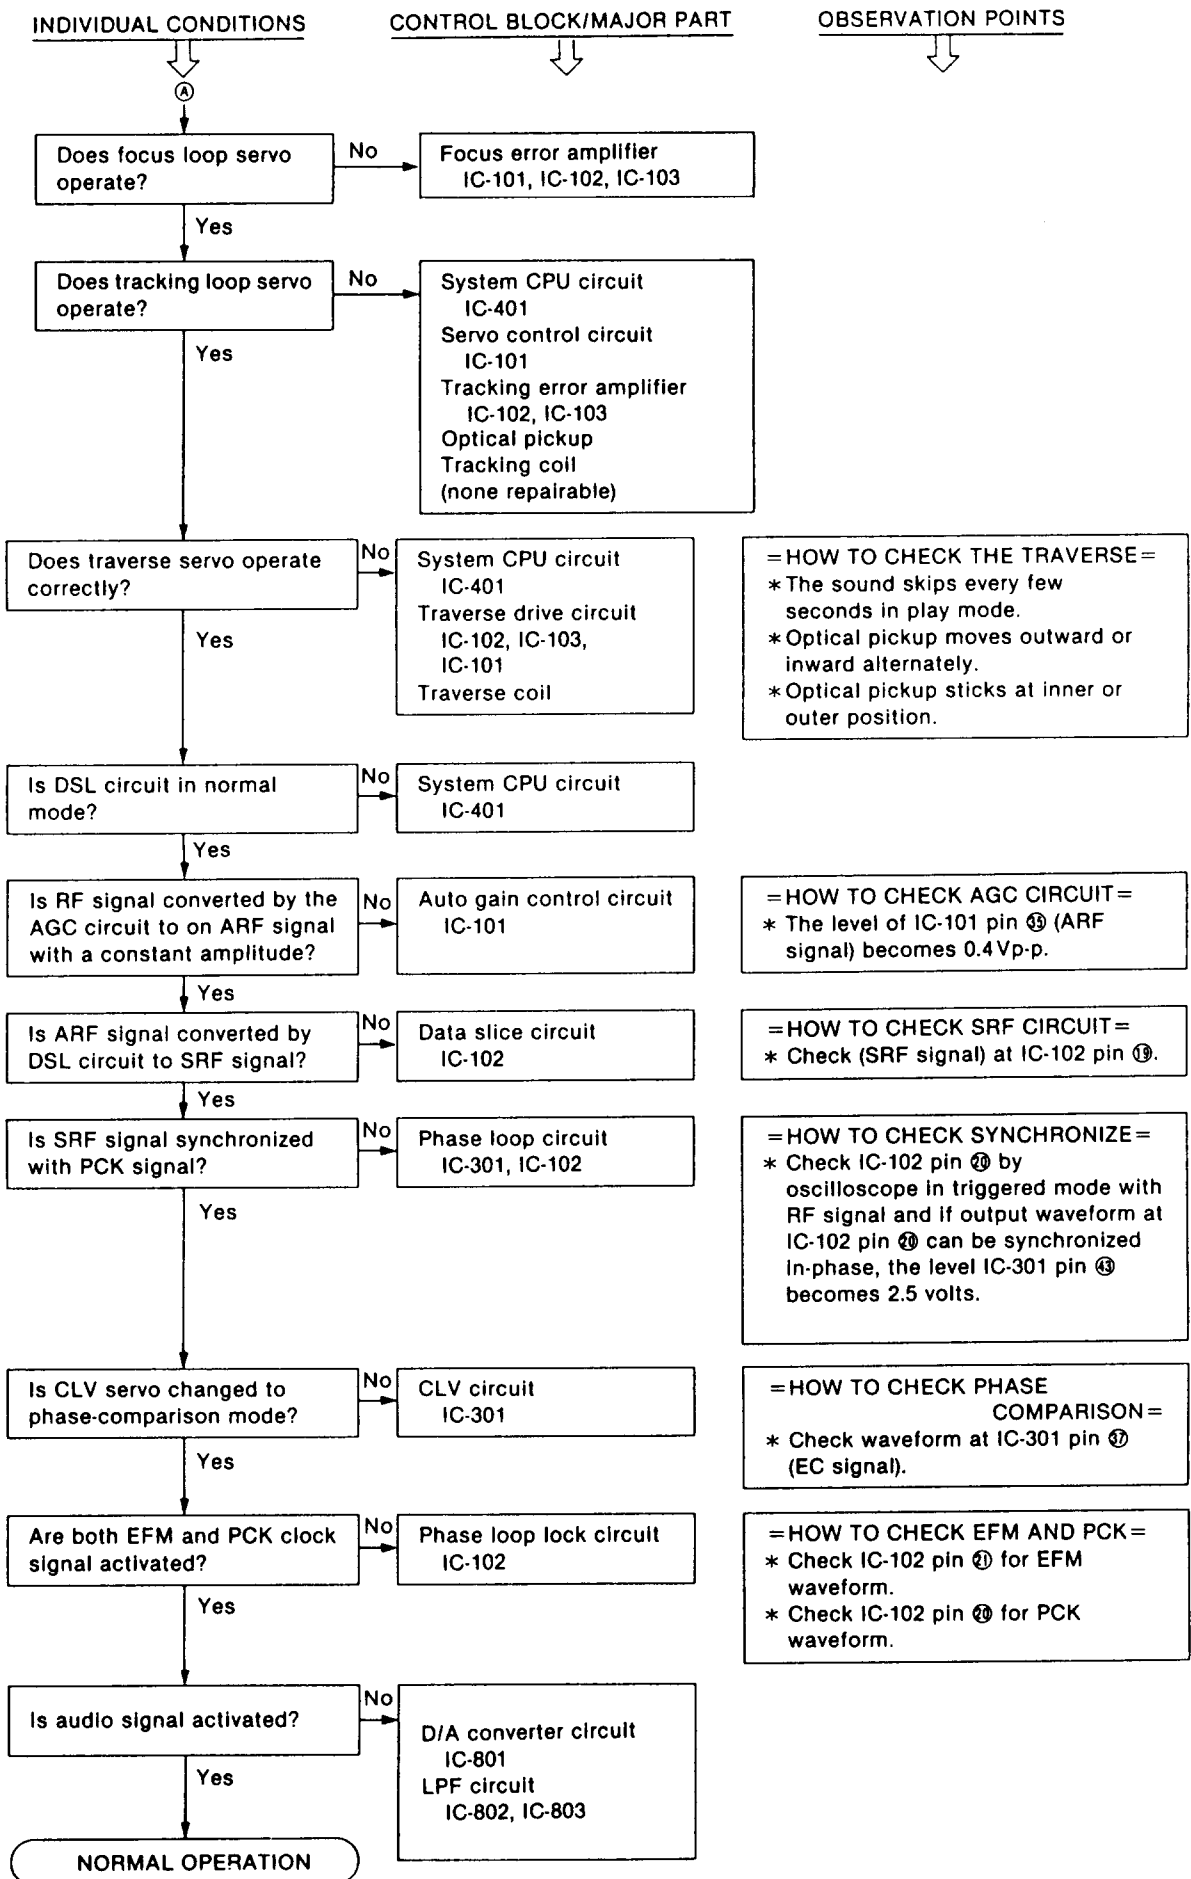 INDIVIDUAL CONDITIONS
CONTROL BLOCK/MAJOR PART
OBSERVATION POINTS
Ⓐ
Does focus loop servo
operate?
No
Focus error amplifier
IC-101, IC-102, IC-103
Yes
Does tracking loop servo
operate?
No
System CPU circuit
IC-401
Servo control circuit
IC-101
Tracking error amplifier
IC-102, IC-103
Optical pickup
Tracking coil
(none repairable)
Yes
Does traverse servo operate
correctly?
No
System CPU circuit
IC-401
Traverse drive circuit
IC-102, IC-103,
IC-101
Traverse coil
=HOW TO CHECK THE TRAVERSE=
* The sound skips every few
seconds in play mode.
* Optical pickup moves outward or
inward alternately.
* Optical pickup sticks at inner or
outer position.
Yes
Is DSL circuit in normal
mode?
No
System CPU circuit
IC-401
Yes
Is RF signal converted by the
AGC circuit to on ARF signal
with a constant amplitude?
No
Auto gain control circuit
IC-101
=HOW TO CHECK AGC CIRCUIT=
* The level of IC-101 pin ㉟ (ARF
signal) becomes 0.4Vp-p.
Yes
Is ARF signal converted by
DSL circuit to SRF signal?
No
Data slice circuit
IC-102
=HOW TO CHECK SRF CIRCUIT=
* Check (SRF signal) at IC-102 pin ⑲.
Yes
Is SRF signal synchronized
with PCK signal?
No
Phase loop circuit
IC-301, IC-102
=HOW TO CHECK SYNCHRONIZE=
* Check IC-102 pin ⑳ by
oscilloscope in triggered mode with
RF signal and if output waveform at
IC-102 pin ⑳ can be synchronized
in-phase, the level IC-301 pin ㊸
becomes 2.5 volts.
Yes
Is CLV servo changed to
phase-comparison mode?
No
CLV circuit
IC-301
=HOW TO CHECK PHASE
COMPARISON=
* Check waveform at IC-301 pin ㊲
(EC signal).
Yes
Are both EFM and PCK clock
signal activated?
No
Phase loop lock circuit
IC-102
=HOW TO CHECK EFM AND PCK=
* Check IC-102 pin ㉑ for EFM
waveform.
* Check IC-102 pin ⑳ for PCK
waveform.
Yes
Is audio signal activated?
No
D/A converter circuit
IC-801
LPF circuit
IC-802, IC-803
Yes
NORMAL OPERATION